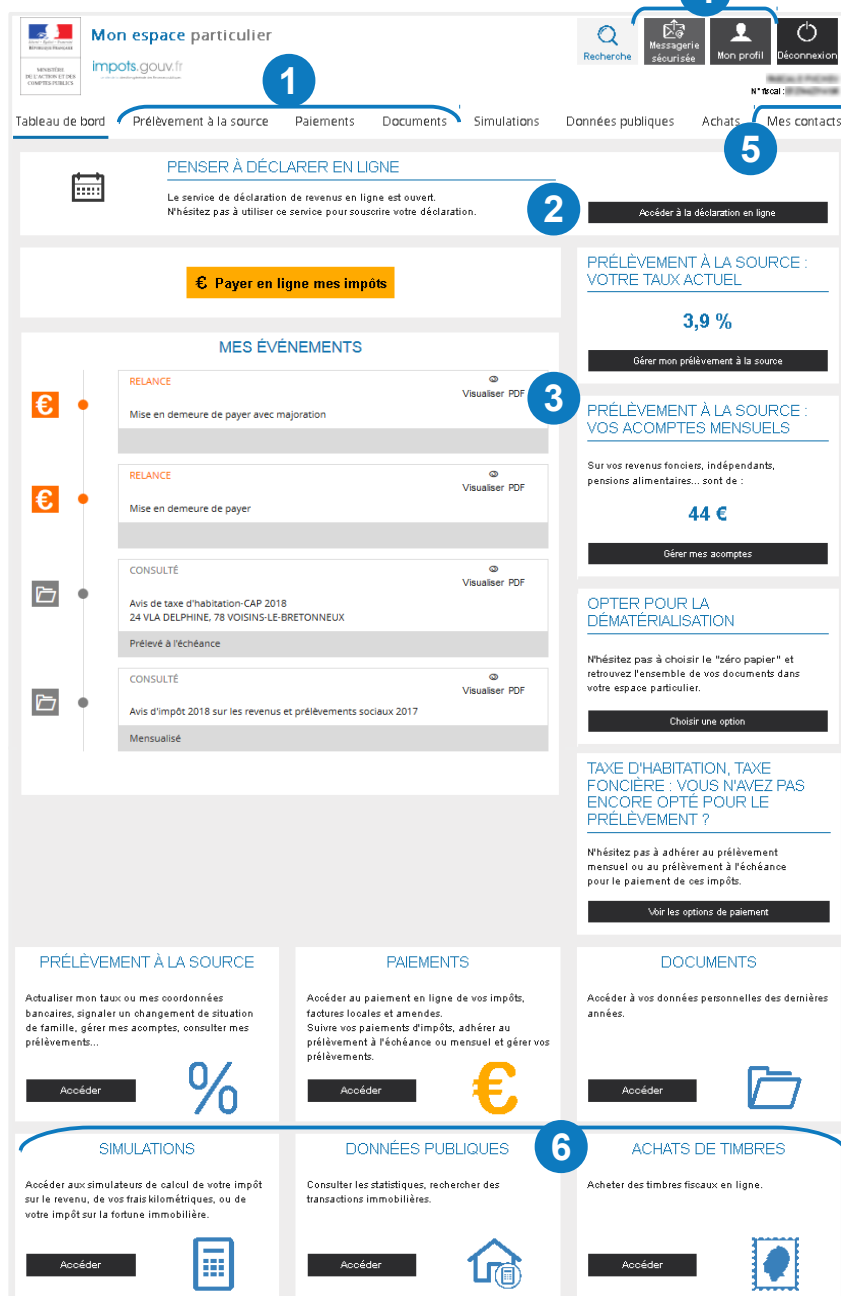 4
Mon espace particulier
Liberté • Égalité • Fraternité
RÉPUBLIQUE FRANÇAISE
MINISTÈRE
DE L'ACTION ET DES
COMPTES PUBLICS
impots.gouv.fr
Recherche
Messagerie
sécurisée
Mon profil
Déconnexion
N° fiscal :
1
Tableau de bord Prélèvement à la source Paiements Documents Simulations Données publiques Achats Mes contacts
5
PENSER À DÉCLARER EN LIGNE
Le service de déclaration de revenus en ligne est ouvert.
N'hésitez pas à utiliser ce service pour souscrire votre déclaration.
2
Accéder à la déclaration en ligne
€ Payer en ligne mes impôts
MES ÉVÉNEMENTS
€
RELANCE
Visualiser PDF
Mise en demeure de payer avec majoration
€
RELANCE
Visualiser PDF
Mise en demeure de payer
CONSULTÉ
Visualiser PDF
Avis de taxe d'habitation-CAP 2018
24 VLA DELPHINE, 78 VOISINS-LE-BRETONNEUX
Prélevé à l'échéance
CONSULTÉ
Visualiser PDF
Avis d'impôt 2018 sur les revenus et prélèvements sociaux 2017
Mensualisé
PRÉLÈVEMENT À LA SOURCE :
VOTRE TAUX ACTUEL
3,9 %
Gérer mon prélèvement à la source
3
PRÉLÈVEMENT À LA SOURCE :
VOS ACOMPTES MENSUELS
Sur vos revenus fonciers, indépendants,
pensions alimentaires... sont de :
44 €
Gérer mes acomptes
OPTER POUR LA
DÉMATÉRIALISATION
N'hésitez pas à choisir le "zéro papier" et
retrouvez l'ensemble de vos documents dans
votre espace particulier.
Choisir une option
TAXE D'HABITATION, TAXE
FONCIÈRE : VOUS N'AVEZ PAS
ENCORE OPTÉ POUR LE
PRÉLÈVEMENT ?
N'hésitez pas à adhérer au prélèvement
mensuel ou au prélèvement à l'échéance
pour le paiement de ces impôts.
Voir les options de paiement
PRÉLÈVEMENT À LA SOURCE
Actualiser mon taux ou mes coordonnées
bancaires, signaler un changement de situation
de famille, gérer mes acomptes, consulter mes
prélèvements...
Accéder
%
PAIEMENTS
Accéder au paiement en ligne de vos impôts,
factures locales et amendes.
Suivre vos paiements d'impôts, adhérer au
prélèvement à l'échéance ou mensuel et gérer vos
prélèvements.
Accéder
€
DOCUMENTS
Accéder à vos données personnelles des dernières
années.
Accéder
6
SIMULATIONS
Accéder aux simulateurs de calcul de votre impôt
sur le revenu, de vos frais kilométriques, ou de
votre impôt sur la fortune immobilière.
Accéder
DONNÉES PUBLIQUES
Consulter les statistiques, rechercher des
transactions immobilières.
Accéder
ACHATS DE TIMBRES
Acheter des timbres fiscaux en ligne.
Accéder